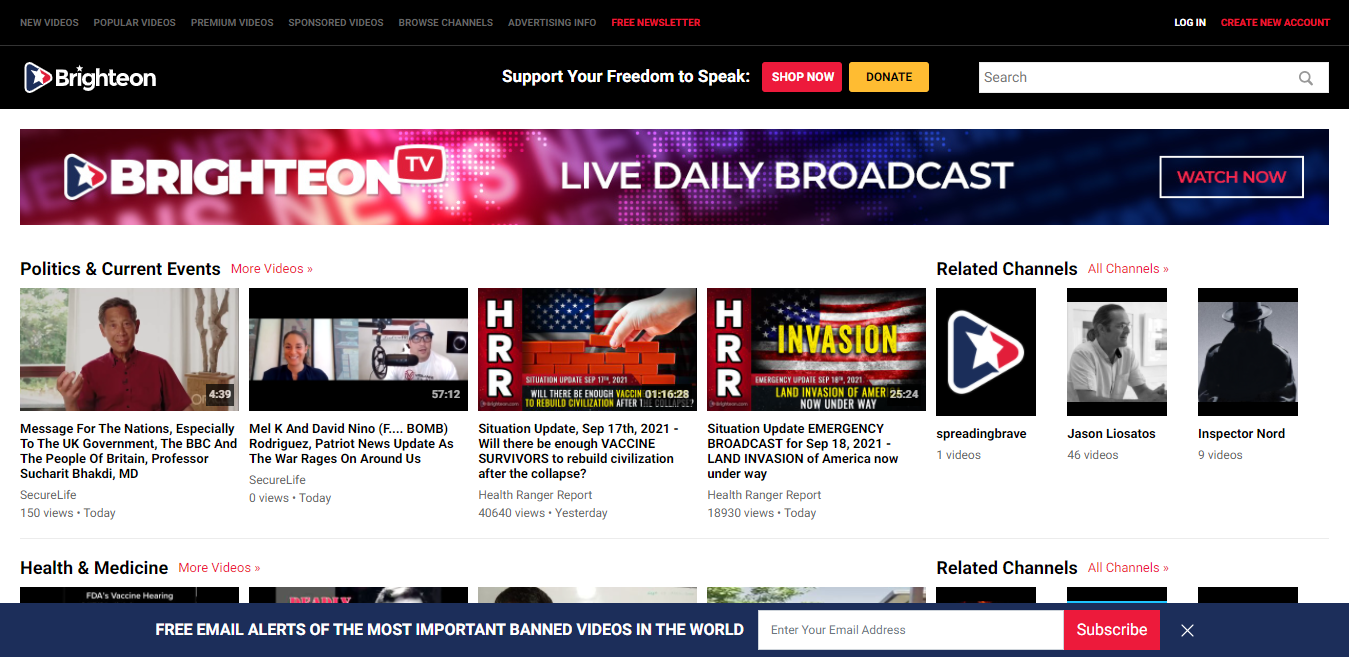 NEW VIDEOS POPULAR VIDEOS PREMIUM VIDEOS SPONSORED VIDEOS BROWSE CHANNELS ADVERTISING INFO FREE NEWSLETTER LOG IN CREATE NEW ACCOUNT
Brighteon
Support Your Freedom to Speak: SHOP NOW DONATE
Search
BRIGHTEON TV LIVE DAILY BROADCAST WATCH NOW
Politics & Current Events More Videos »
4:39
57:12
HRR
SITUATION UPDATE SEP 17TH, 2021
WILL THERE BE ENOUGH VACCIN 01:16:28
TO REBUILD CIVILIZATION AFTER THE COLLAPSE?
HRR
INVASION
EMERGENCY UPDATE SEP 18TH, 2021
LAND INVASION OF AMER 25:24
NOW UNDER WAY
Message For The Nations, Especially
To The UK Government, The BBC And
The People Of Britain, Professor
Sucharit Bhakdi, MD
SecureLife
150 views • Today
Mel K And David Nino (F.... BOMB)
Rodriguez, Patriot News Update As
The War Rages On Around Us
SecureLife
0 views • Today
Situation Update, Sep 17th, 2021 -
Will there be enough VACCINE
SURVIVORS to rebuild civilization
after the collapse?
Health Ranger Report
40640 views • Yesterday
Situation Update EMERGENCY
BROADCAST for Sep 18, 2021 -
LAND INVASION of America now
under way
Health Ranger Report
18930 views • Today
Related Channels All Channels »
spreadingbrave
1 videos
Jason Liosatos
46 videos
Inspector Nord
9 videos
Health & Medicine More Videos »
FDA's Vaccine Hearing
DEADLY
Related Channels All Channels »
FREE EMAIL ALERTS OF THE MOST IMPORTANT BANNED VIDEOS IN THE WORLD Enter Your Email Address Subscribe